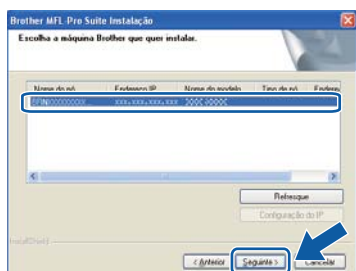 Brother MFL-Pro Suite Instalação
Escolha a máquina Brother que quer instalar.
Nome do nó Endereço IP Nome do modelo Tipo de nó Endereç
XXX.XXX.XXX.XXX XXX-XXXX
Refresque
Configuração do IP
InstallShield
< Anterior Seguinte > Cancelar